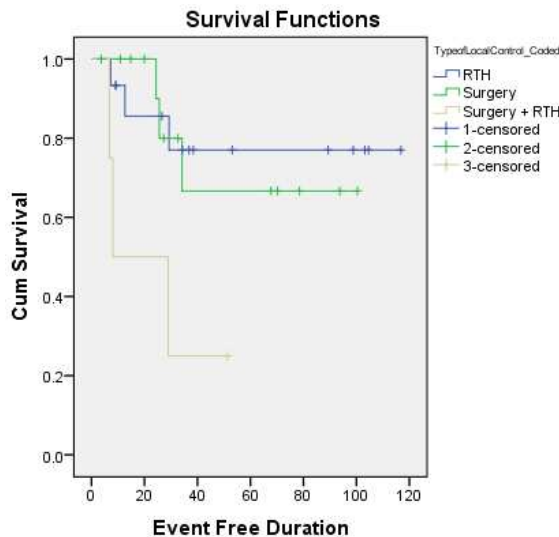 Survival Functions
TypeofLocalControl_Coded
RTH
Surgery
Surgery + RTH
1-censored
2-censored
3-censored
Cum Survival
1.0
0.8
0.6
0.4
0.2
0.0
0 20 40 60 80 100 120
Event Free Duration